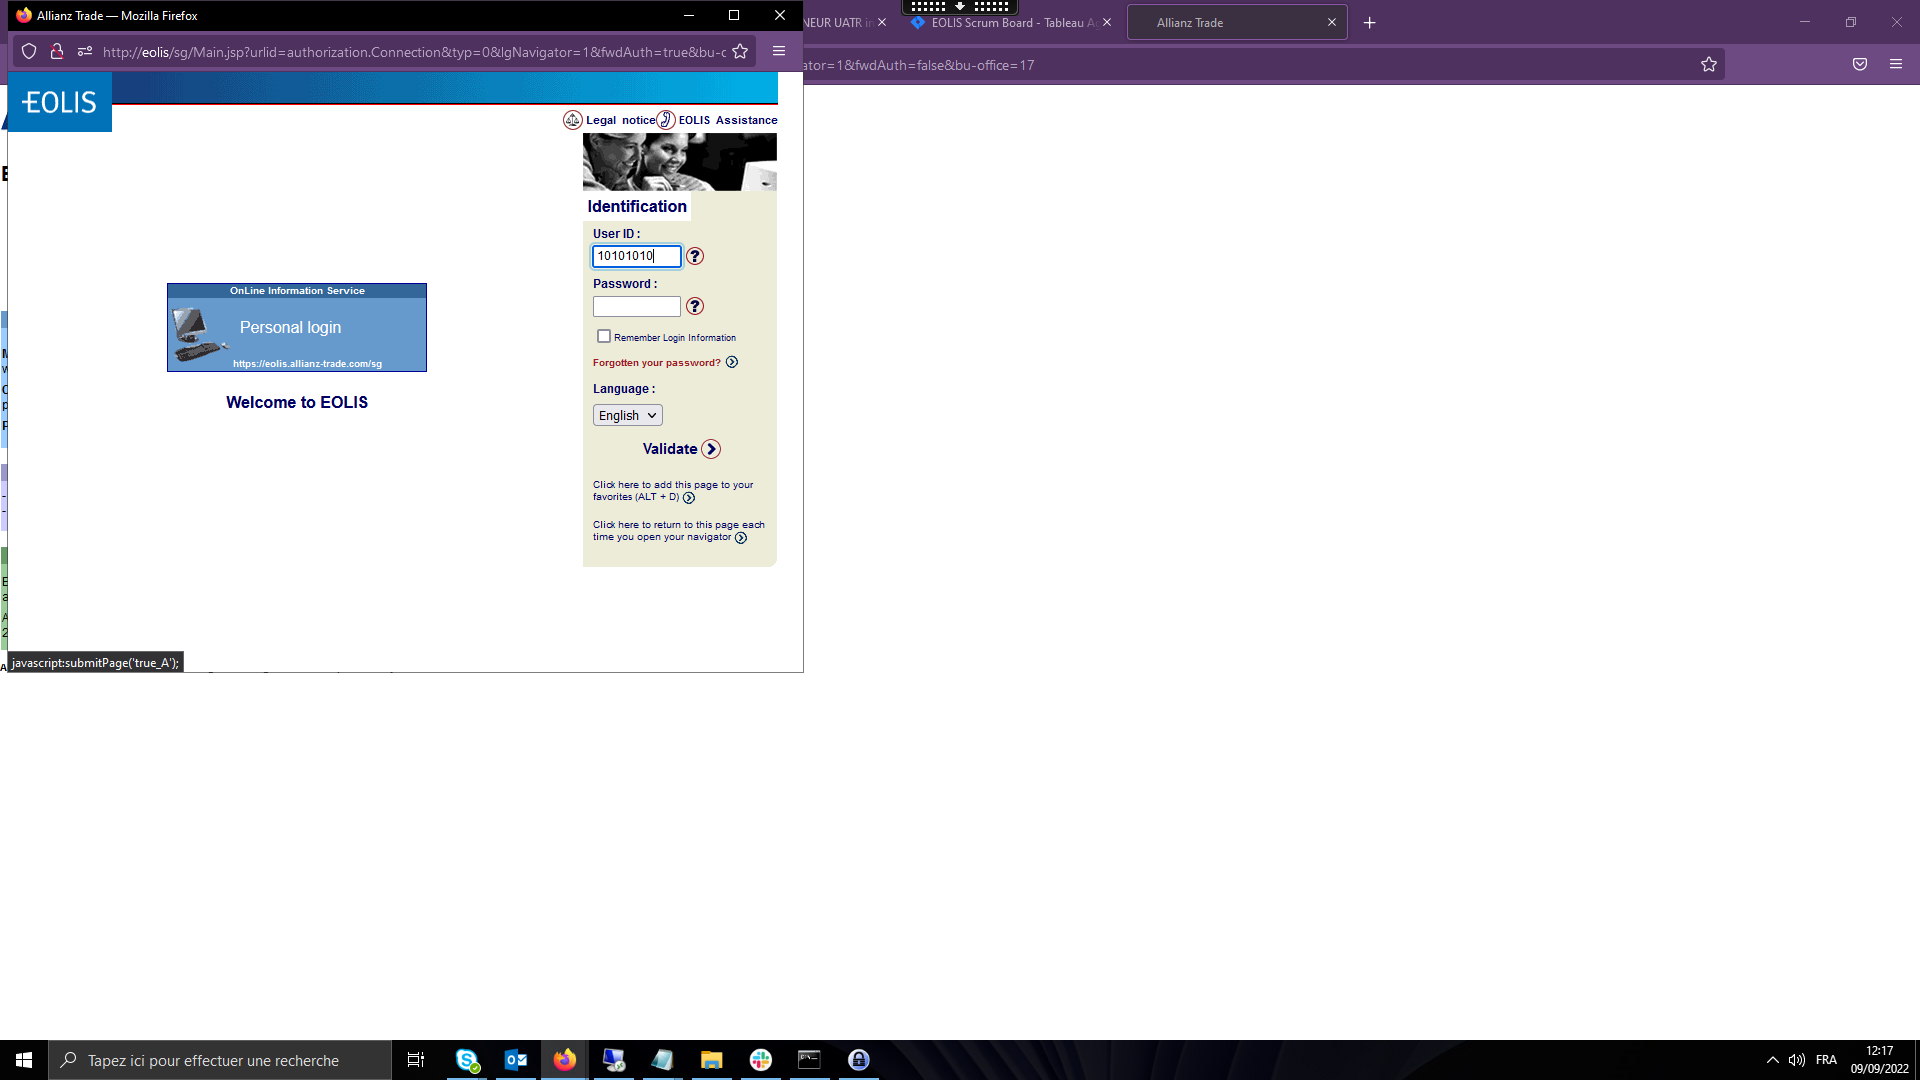 Allianz Trade — Mozilla Firefox
NEUR UATR in
EOLIS Scrum Board - Tableau Ag
Allianz Trade
http://eolis/sg/Main.jsp?urlid=authorization.Connection&typ=0&lgNavigator=1&fwdAuth=true&bu-o
ator=1&fwdAuth=false&bu-office=17
EOLIS
Legal notice
EOLIS Assistance
Identification
User ID :
10101010
?
Password :
?
Remember Login Information
Forgotten your password?
Language :
English
Validate
Click here to add this page to your
favorites (ALT + D)
Click here to return to this page each
time you open your navigator
OnLine Information Service
Personal login
https://eolis.allianz-trade.com/sg
Welcome to EOLIS
javascript:submitPage('true_A');
Tapez ici pour effectuer une recherche
FRA
12:17
09/09/2022